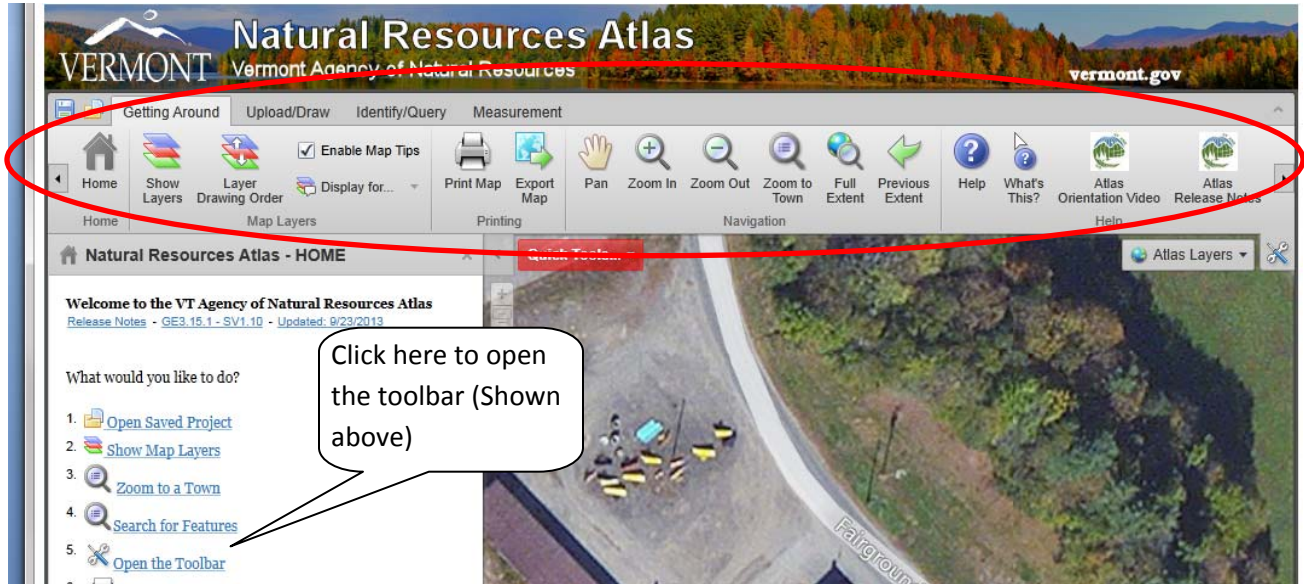 VERMONT
Natural Resources Atlas
Vermont Agency of Natural Resources
vermont.gov
Getting Around Upload/Draw Identify/Query Measurement
Home
Show Layers
Layer Drawing Order
Enable Map Tips
Display for...
Print Map
Export Map
Pan
Zoom In
Zoom Out
Zoom to Town
Full Extent
Previous Extent
Help
What's This?
Atlas Orientation Video
Atlas Release Notes
Home Map Layers Printing Navigation Help
Natural Resources Atlas - HOME
Quick Tools...
Atlas Layers
Welcome to the VT Agency of Natural Resources Atlas
Release Notes - GE3.15.1 - SV1.10 - Updated: 9/23/2013
What would you like to do?
1. Open Saved Project
2. Show Map Layers
3. Zoom to a Town
4. Search for Features
5. Open the Toolbar
Click here to open
the toolbar (Shown
above)